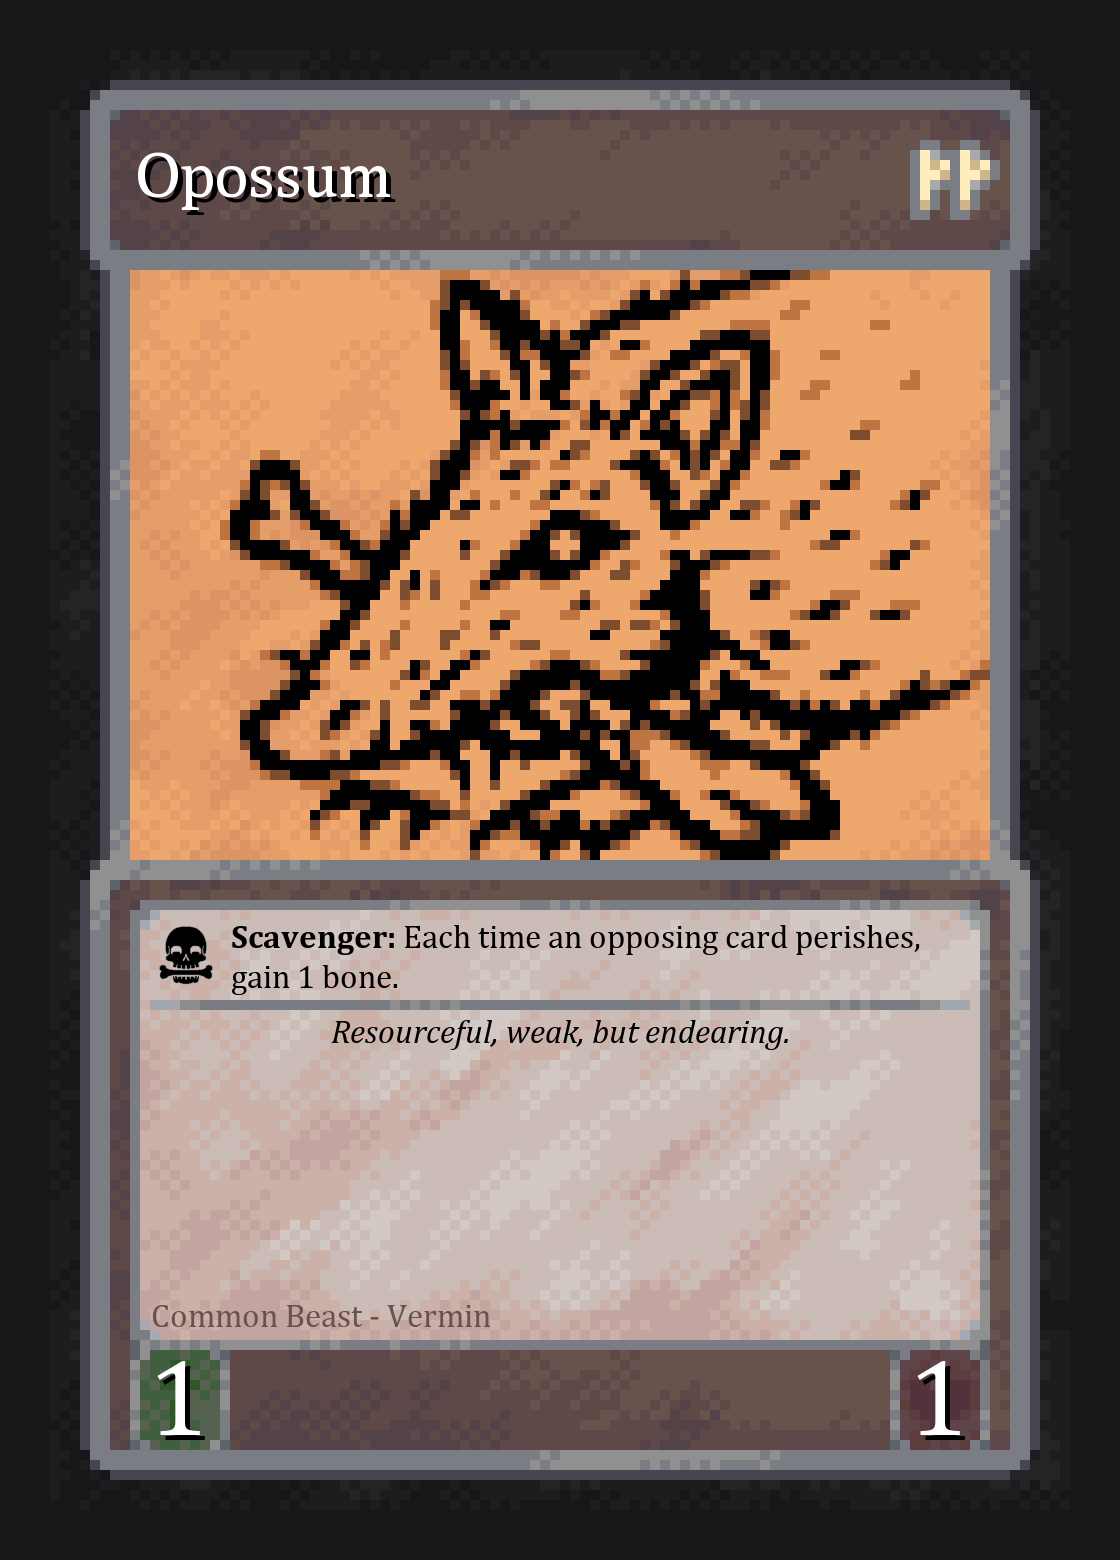 Opossum
Scavenger: Each time an opposing card perishes,
gain 1 bone.
Resourceful, weak, but endearing.
Common Beast - Vermin
1 1